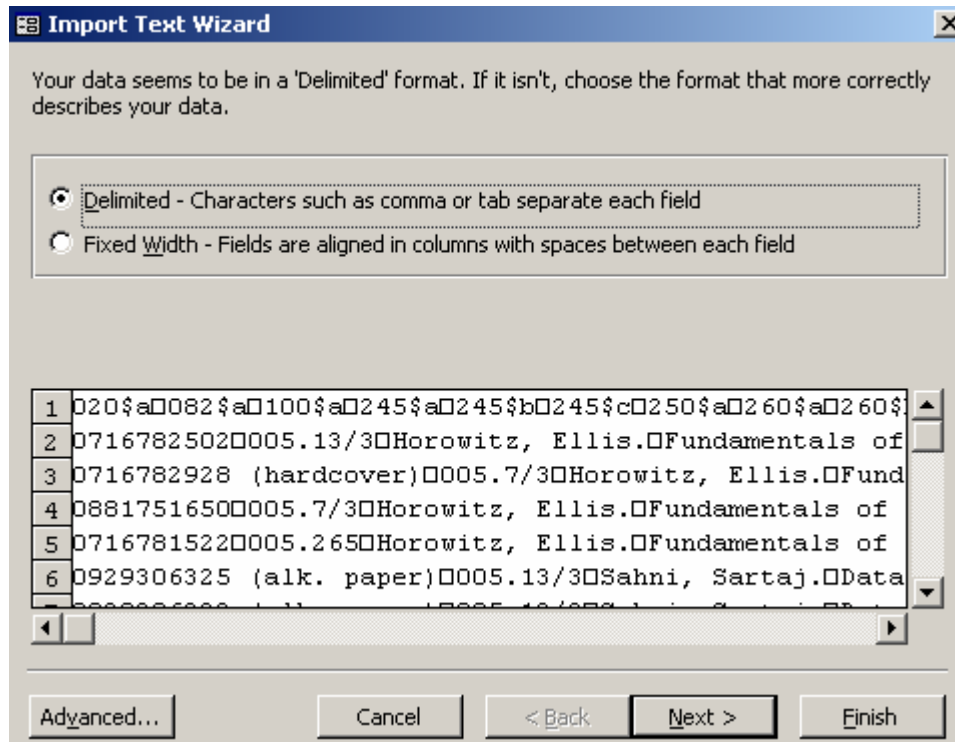 Import Text Wizard
Your data seems to be in a 'Delimited' format. If it isn't, choose the format that more correctly
describes your data.
Delimited - Characters such as comma or tab separate each field
Fixed Width - Fields are aligned in columns with spaces between each field
1 020$a□082$a□100$a□245$a□245$b□245$c□250$a□260$a□260$
2 0716782502□005.13/3□Horowitz, Ellis.□Fundamentals of
3 0716782928 (hardcover)□005.7/3□Horowitz, Ellis.□Fund
4 0881751650□005.7/3□Horowitz, Ellis.□Fundamentals of
5 0716781522□005.265□Horowitz, Ellis.□Fundamentals of
6 0929306325 (alk. paper)□005.13/3□Sahni, Sartaj.□Data
Advanced... Cancel < Back Next > Finish